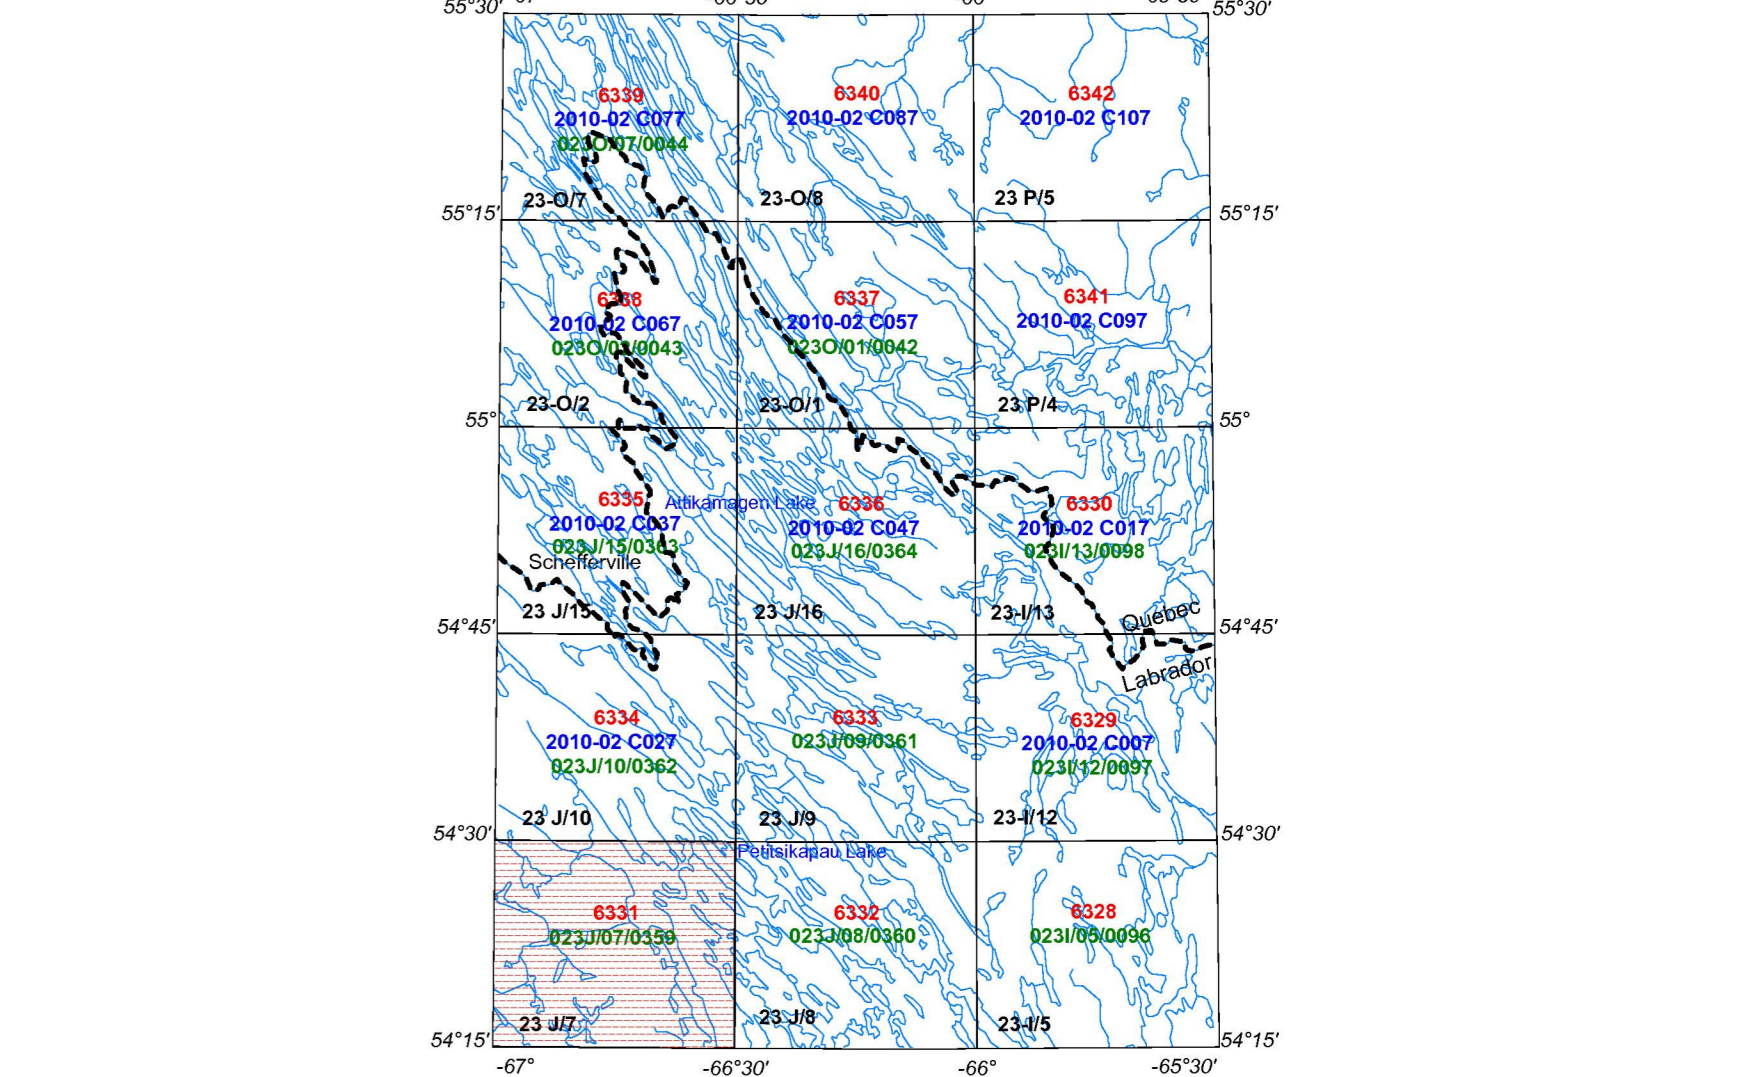 55°30' 55°30'
6339 6340 6342
2010-02 C077 2010-02 C087 2010-02 C107
023O/07/0044
23-O/7 23-O/8 23 P/5
55°15' 55°15'
6338 6337 6341
2010-02 C067 2010-02 C057 2010-02 C097
023O/02/0043 023O/01/0042
23-O/2 23-O/1 23 P/4
55° 55°
6335 Attikamagen Lake 6336 6330
2010-02 C037 2010-02 C047 2010-02 C017
023J/15/0363 023J/16/0364 023I/13/0098
Schefferville
23 J/15 23 J/16 23-I/13 Quebec
54°45' 54°45'
Labrador
6334 6333 6329
2010-02 C027 023J/09/0361 2010-02 C007
023J/10/0362 023I/12/0097
23 J/10 23 J/9 23-I/12
54°30' 54°30'
Petitsikapau Lake
6331 6332 6328
023J/07/0359 023J/08/0360 023I/05/0096
23 J/7 23 J/8 23-I/5
54°15' 54°15'
-67° -66°30' -66° -65°30'